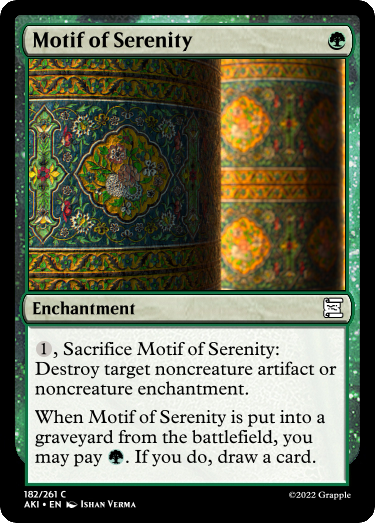 Motif of Serenity
Enchantment
1, Sacrifice Motif of Serenity:
Destroy target noncreature artifact or
noncreature enchantment.
When Motif of Serenity is put into a
graveyard from the battlefield, you
may pay . If you do, draw a card.
182/261 C
AKI • EN Ishan Verma
©2022 Grapple